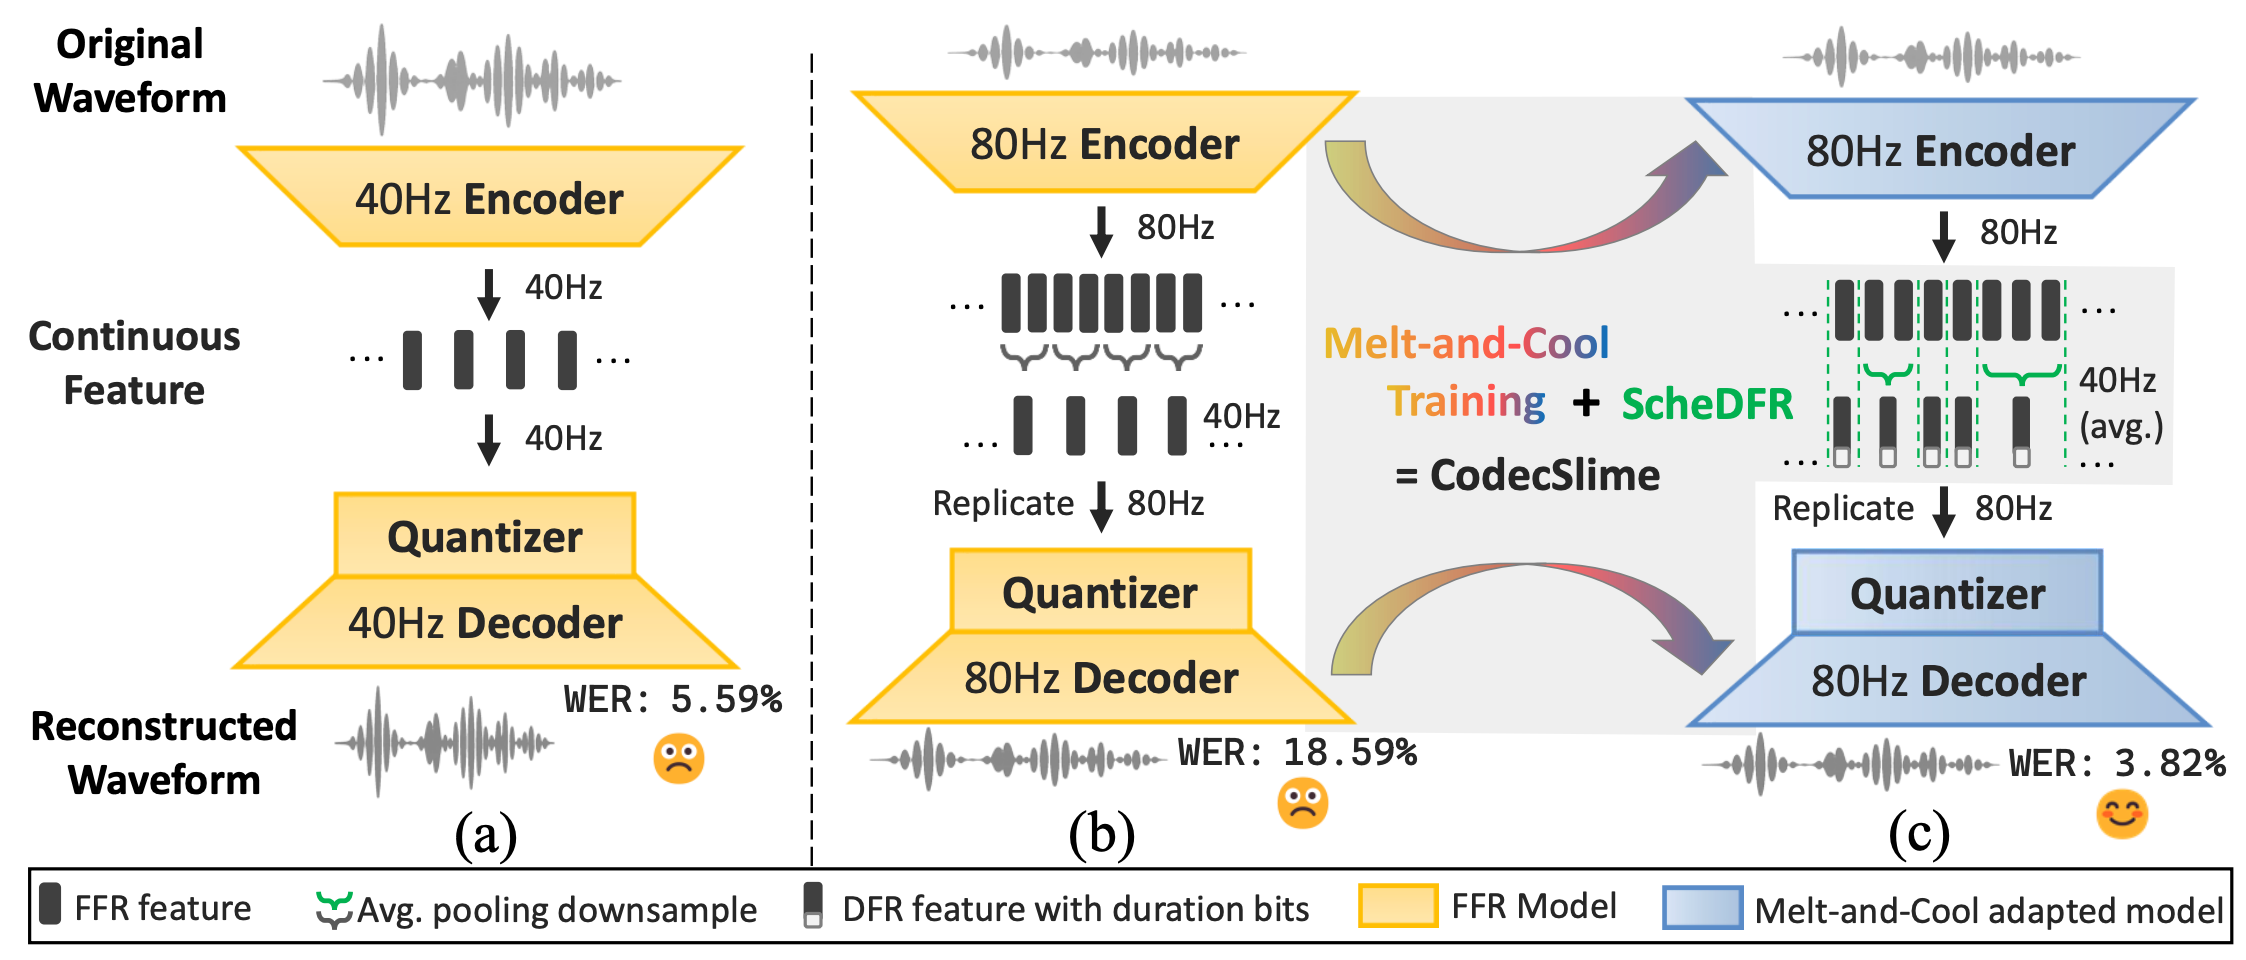 Original
Waveform
40Hz Encoder
40Hz
Continuous
Feature
...
...
40Hz
Quantizer
40Hz Decoder
Reconstructed
Waveform
WER: 5.59%
(a)
80Hz Encoder
80Hz
...
...
40Hz
...
...
Replicate
80Hz
Quantizer
80Hz Decoder
WER: 18.59%
(b)
Melt-and-Cool
Training + ScheDFR
= CodecSlime
80Hz Encoder
80Hz
...
...
40Hz
(avg.)
...
...
Replicate
80Hz
Quantizer
80Hz Decoder
WER: 3.82%
(c)
FFR feature
Avg. pooling downsample
DFR feature with duration bits
FFR Model
Melt-and-Cool adapted model